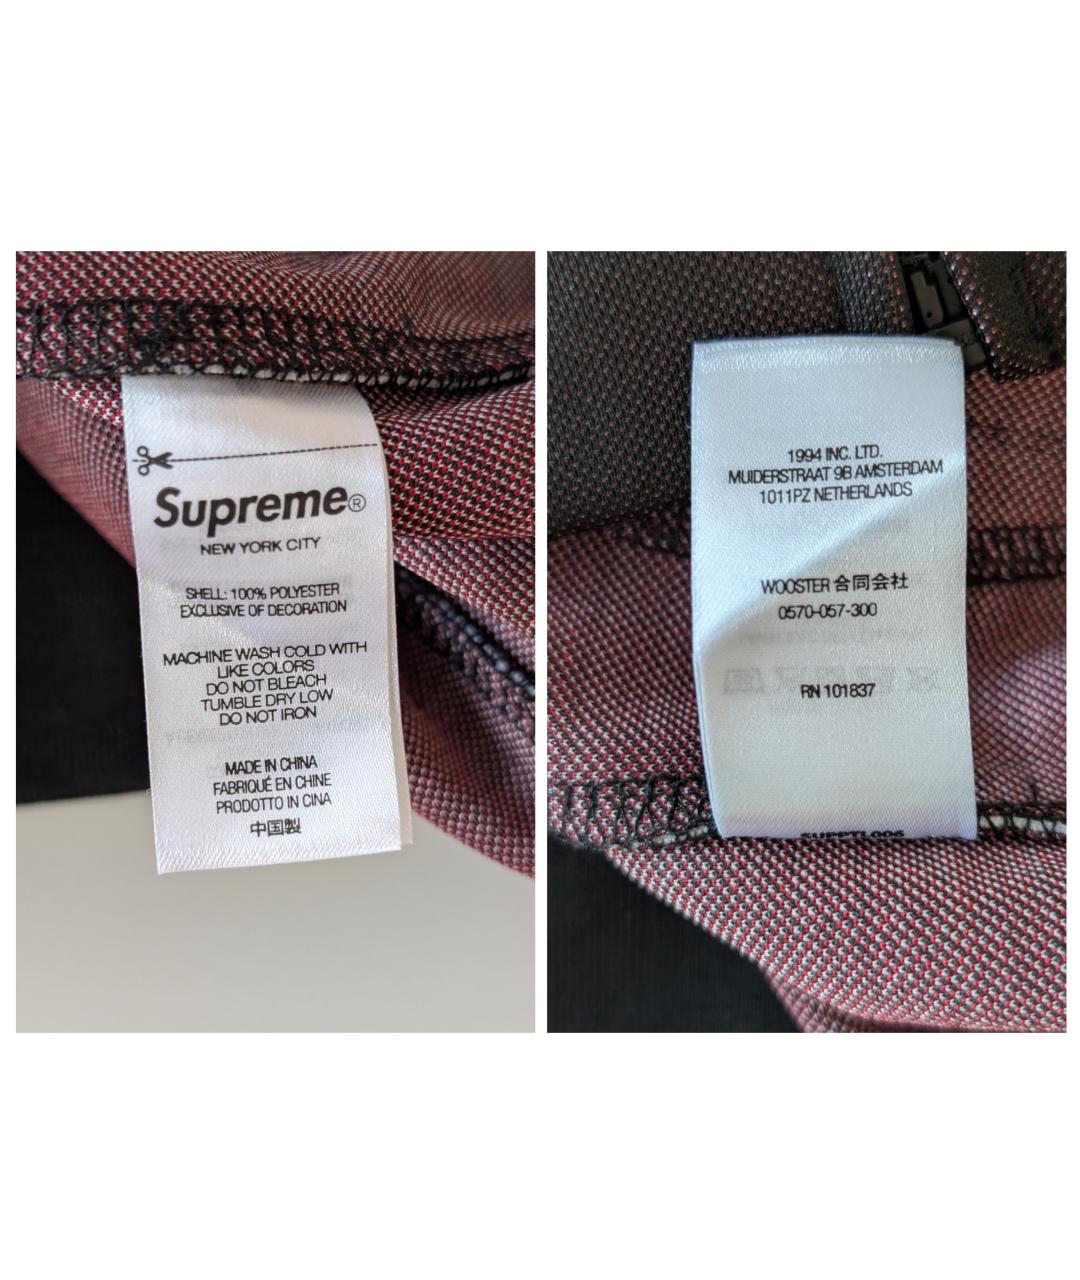 Supreme®
NEW YORK CITY
SHELL: 100% POLYESTER
EXCLUSIVE OF DECORATION
MACHINE WASH COLD WITH
LIKE COLORS
DO NOT BLEACH
TUMBLE DRY LOW
DO NOT IRON
MADE IN CHINA
FABRIQUÉ EN CHINE
PRODOTTO IN CINA
中国製
1994 INC. LTD.
MUIDERSTRAAT 9B AMSTERDAM
1011PZ NETHERLANDS
WOOSTER 合同会社
0570-057-300
RN 101837